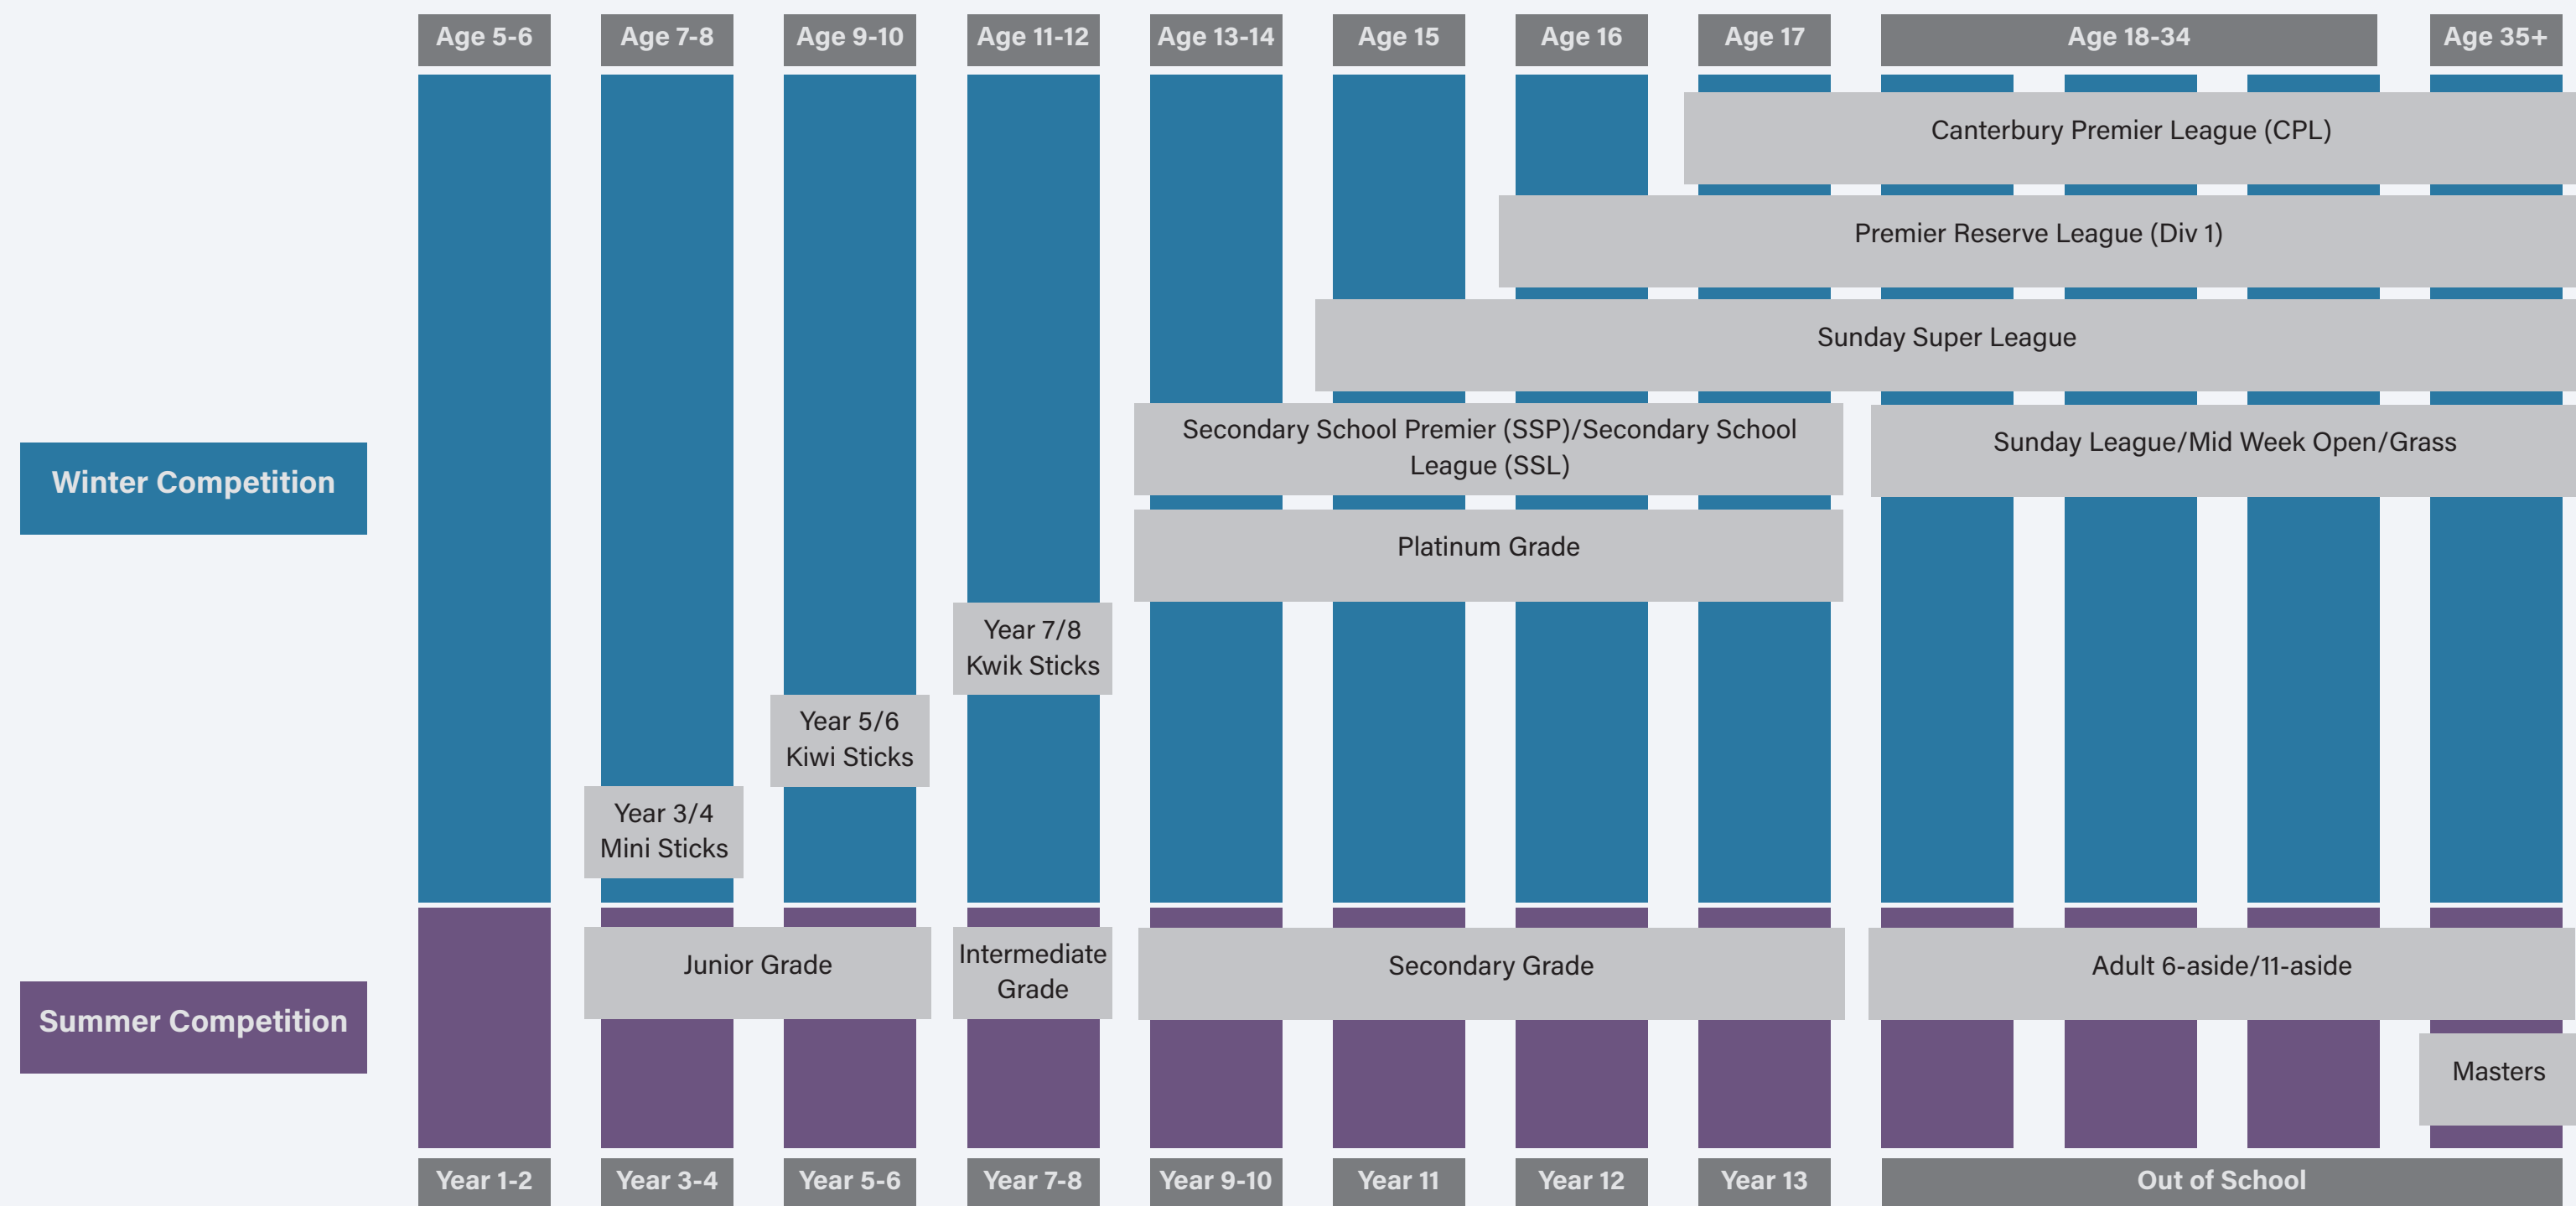 Age 5-6
Age 7-8
Age 9-10
Age 11-12
Age 13-14
Age 15
Age 16
Age 17
Age 18-34
Age 35+
Canterbury Premier League (CPL)
Premier Reserve League (Div 1)
Sunday Super League
Secondary School Premier (SSP)/Secondary School
League (SSL)
Sunday League/Mid Week Open/Grass
Winter Competition
Platinum Grade
Year 7/8
Kwik Sticks
Year 5/6
Kiwi Sticks
Year 3/4
Mini Sticks
Junior Grade
Intermediate
Grade
Secondary Grade
Adult 6-aside/11-aside
Summer Competition
Masters
Year 1-2
Year 3-4
Year 5-6
Year 7-8
Year 9-10
Year 11
Year 12
Year 13
Out of School